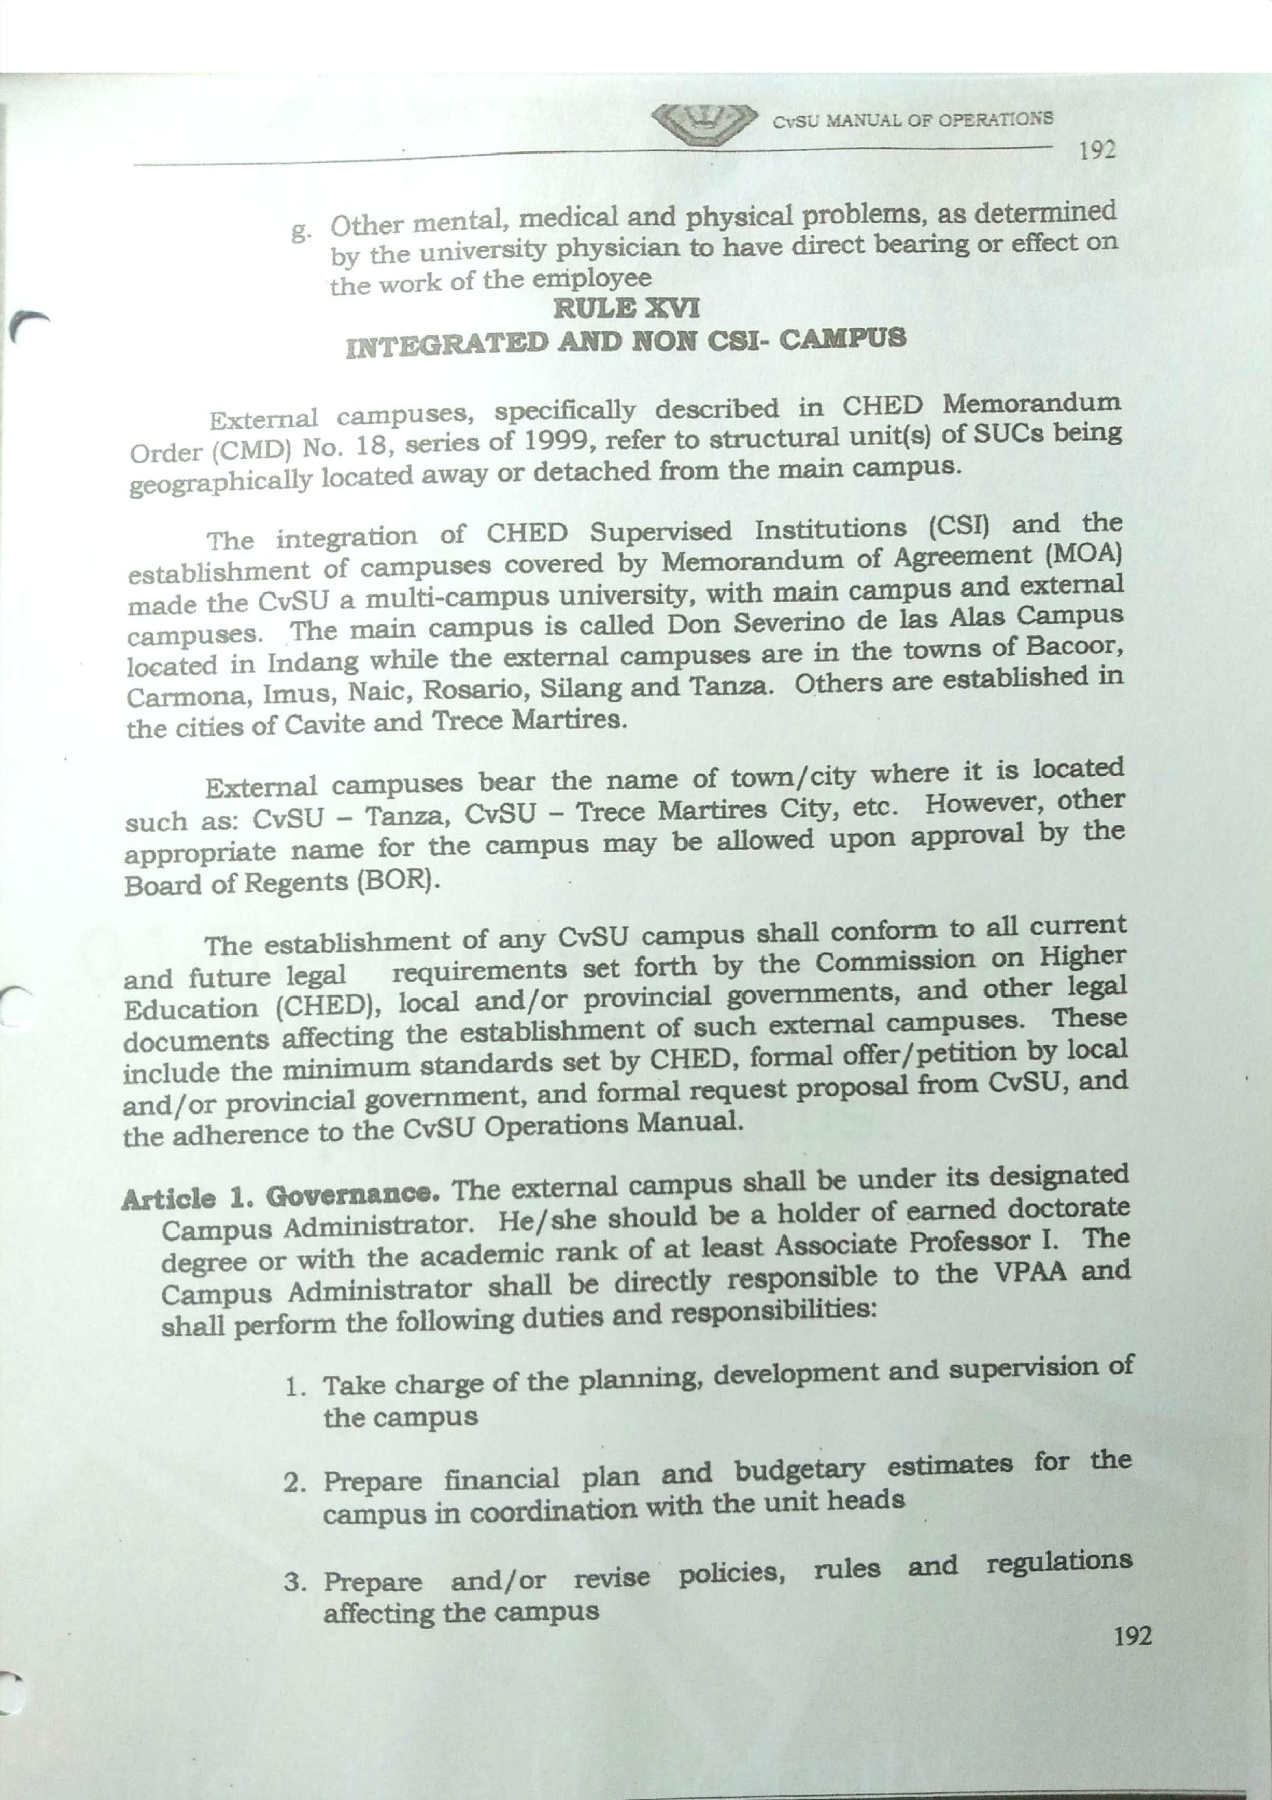 CvSU MANUAL OF OPERATIONS
192
g. Other mental, medical and physical problems, as determined
by the university physician to have direct bearing or effect on
the work of the employee
RULE XVI
INTEGRATED AND NON CSI- CAMPUS
External campuses, specifically described in CHED Memorandum
Order (CMD) No. 18, series of 1999, refer to structural unit(s) of SUCs being
geographically located away or detached from the main campus.
The integration of CHED Supervised Institutions (CSI) and the
establishment of campuses covered by Memorandum of Agreement (MOA)
made the CvSU a multi-campus university, with main campus and external
campuses. The main campus is called Don Severino de las Alas Campus
located in Indang while the external campuses are in the towns of Bacoor,
Carmona, Imus, Naic, Rosario, Silang and Tanza. Others are established in
the cities of Cavite and Trece Martires.
External campuses bear the name of town/city where it is located
such as: CvSU – Tanza, CvSU – Trece Martires City, etc. However, other
appropriate name for the campus may be allowed upon approval by the
Board of Regents (BOR).
The establishment of any CvSU campus shall conform to all current
and future legal requirements set forth by the Commission on Higher
Education (CHED), local and/or provincial governments, and other legal
documents affecting the establishment of such external campuses. These
include the minimum standards set by CHED, formal offer/petition by local
and/or provincial government, and formal request proposal from CvSU, and
the adherence to the CvSU Operations Manual.
Article 1. Governance. The external campus shall be under its designated
Campus Administrator. He/she should be a holder of earned doctorate
degree or with the academic rank of at least Associate Professor I. The
Campus Administrator shall be directly responsible to the VPAA and
shall perform the following duties and responsibilities:
1. Take charge of the planning, development and supervision of
the campus
2. Prepare financial plan and budgetary estimates for the
campus in coordination with the unit heads
3. Prepare and/or revise policies, rules and regulations
affecting the campus
192